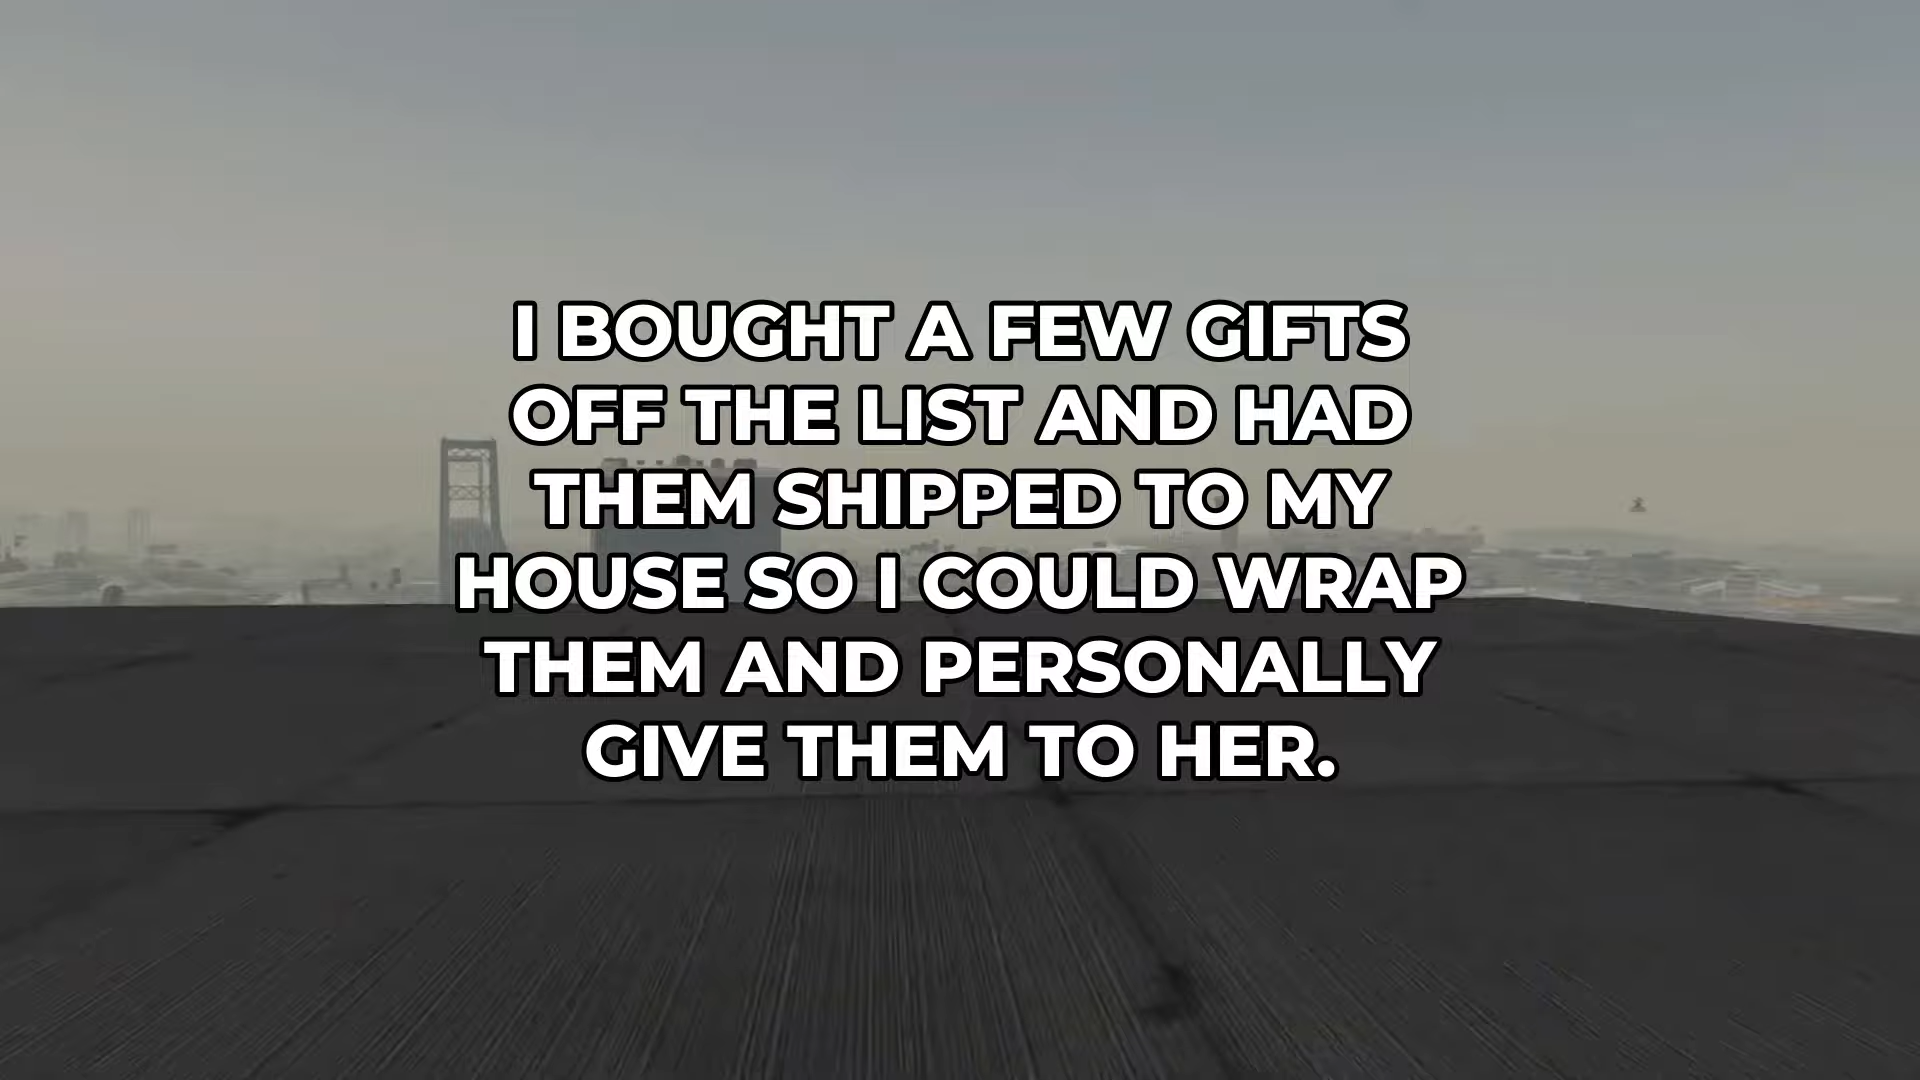 I BOUGHT A FEW GIFTS
OFF THE LIST AND HAD
THEM SHIPPED TO MY
HOUSE SO I COULD WRAP
THEM AND PERSONALLY
GIVE THEM TO HER.